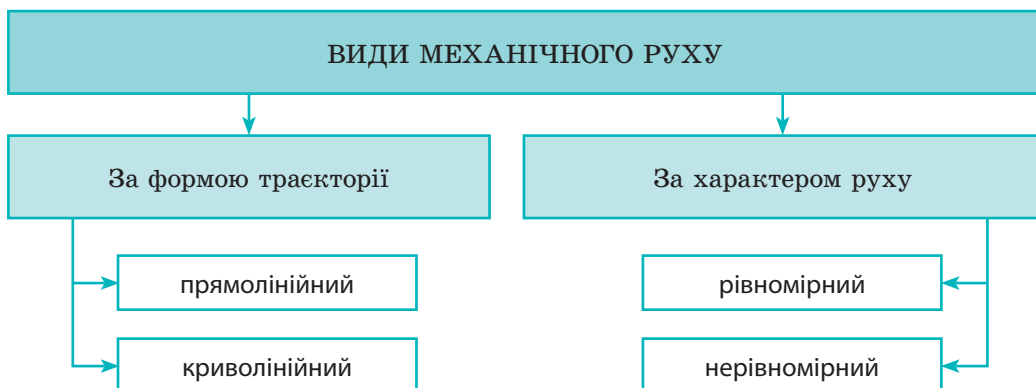 ВИДИ МЕХАНІЧНОГО РУХУ
За формою траєкторії
За характером руху
прямолінійний
рівномірний
криволінійний
нерівномірний